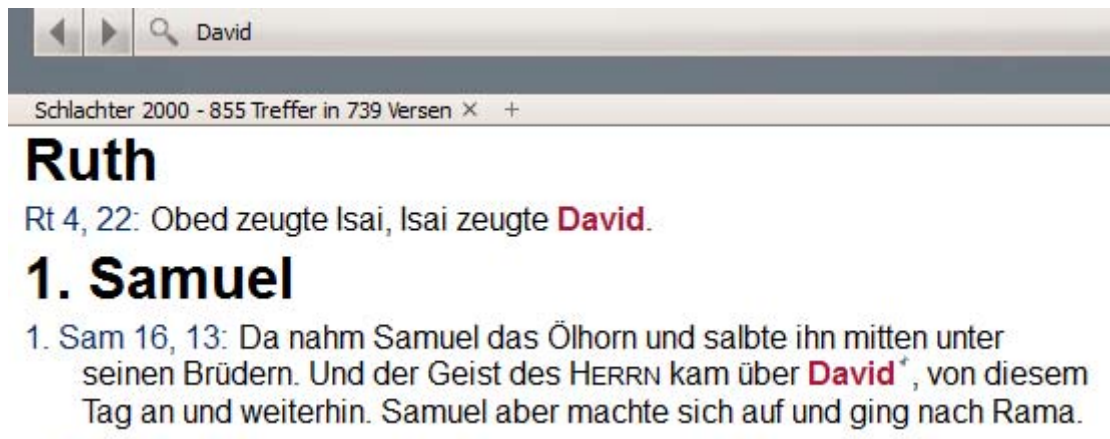 David
Schlachter 2000 - 855 Treffer in 739 Versen × +
Ruth
Rt 4, 22: Obed zeugte Isai, Isai zeugte David.
1. Samuel
1. Sam 16, 13: Da nahm Samuel das Ölhorn und salbte ihn mitten unter
seinen Brüdern. Und der Geist des HERRN kam über David*, von diesem
Tag an und weiterhin. Samuel aber machte sich auf und ging nach Rama.